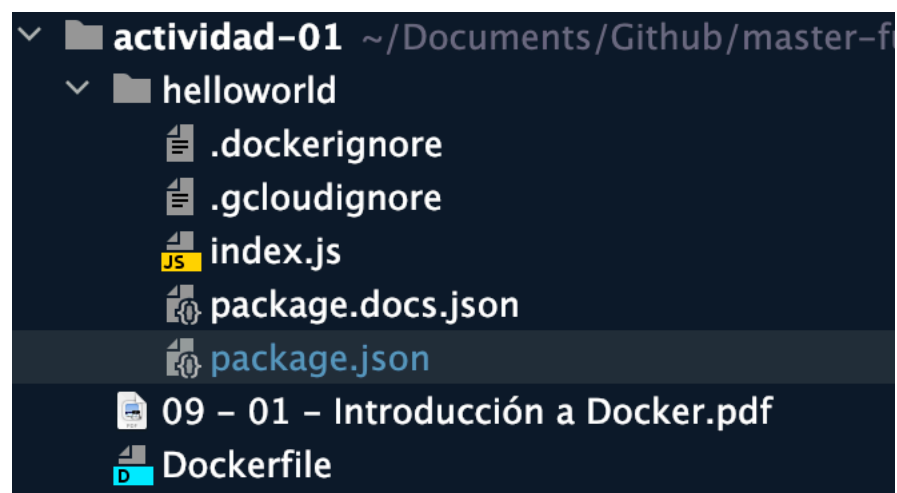 actividad-01 ~/Documents/Github/master-f
helloworld
.dockerignore
.gcloudignore
JS index.js
package.docs.json
package.json
PDF 09 - 01 - Introducción a Docker.pdf
D Dockerfile